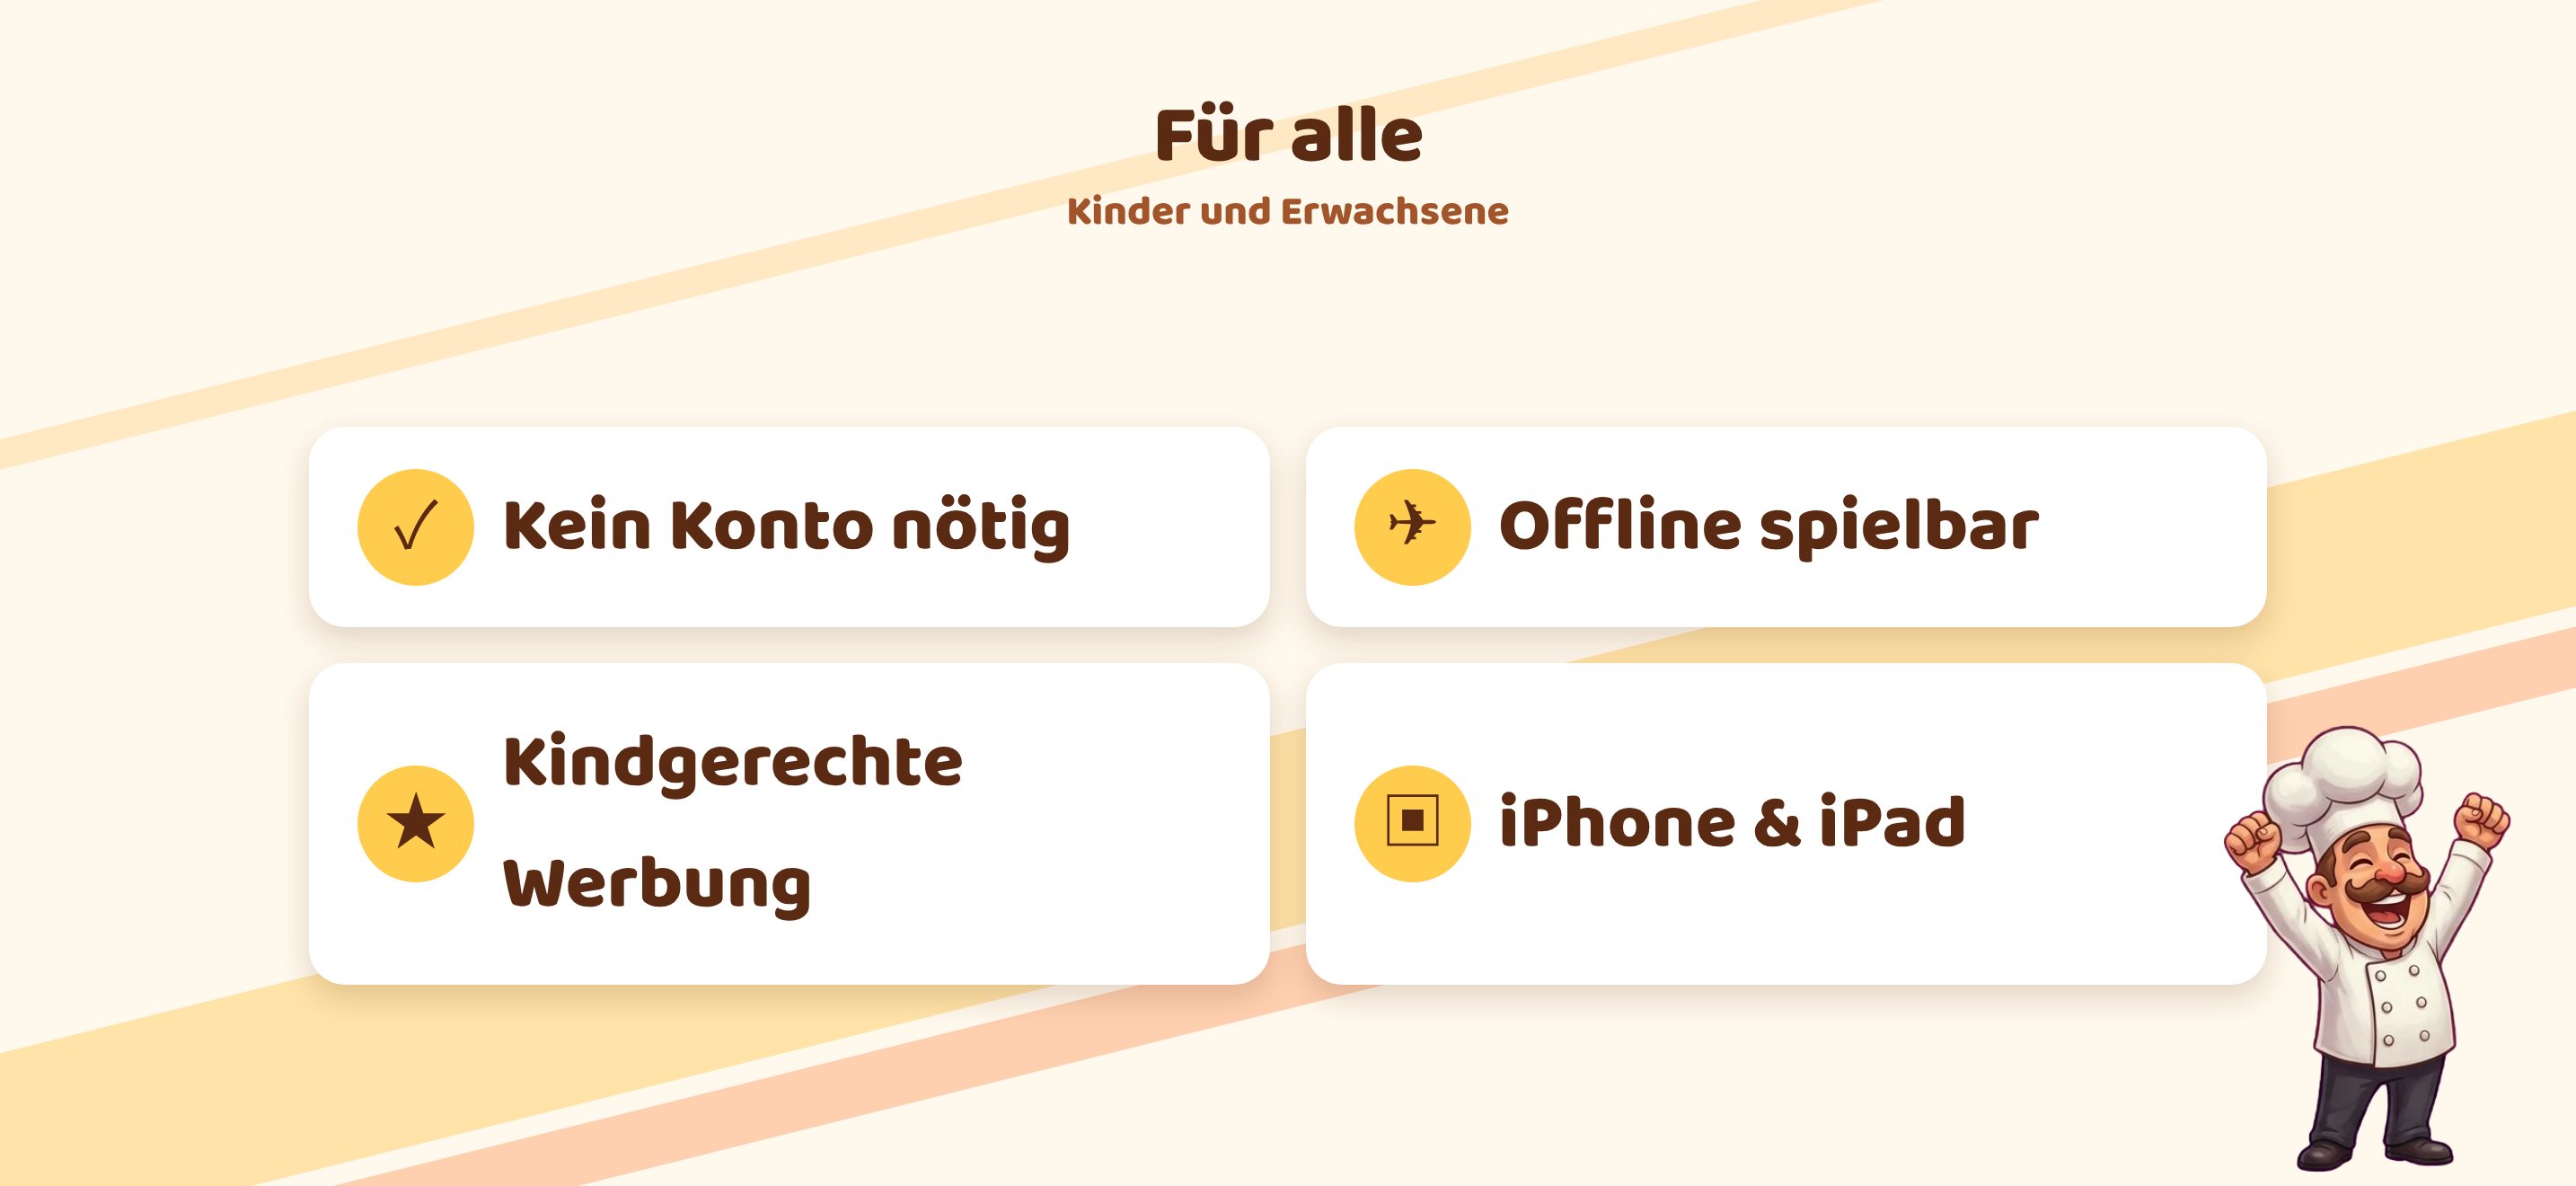 Für alle
Kinder und Erwachsene
Kein Konto nötig
Offline spielbar
Kindgerechte
Werbung
iPhone & iPad